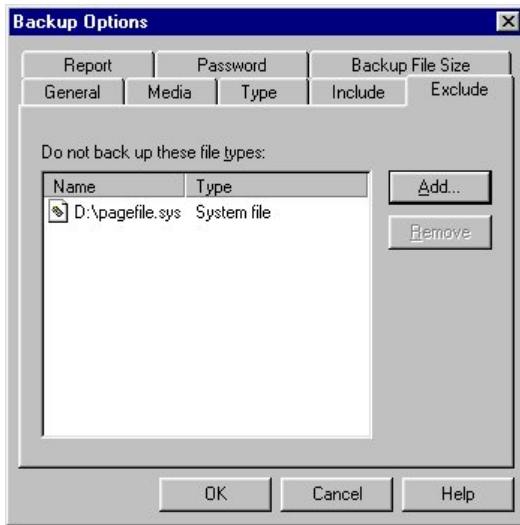 Backup Options
Report Password Backup File Size
General Media Type Include Exclude
Do not back up these file types:
Name Type
D:\pagefile.sys System file
Add...
Remove
OK Cancel Help